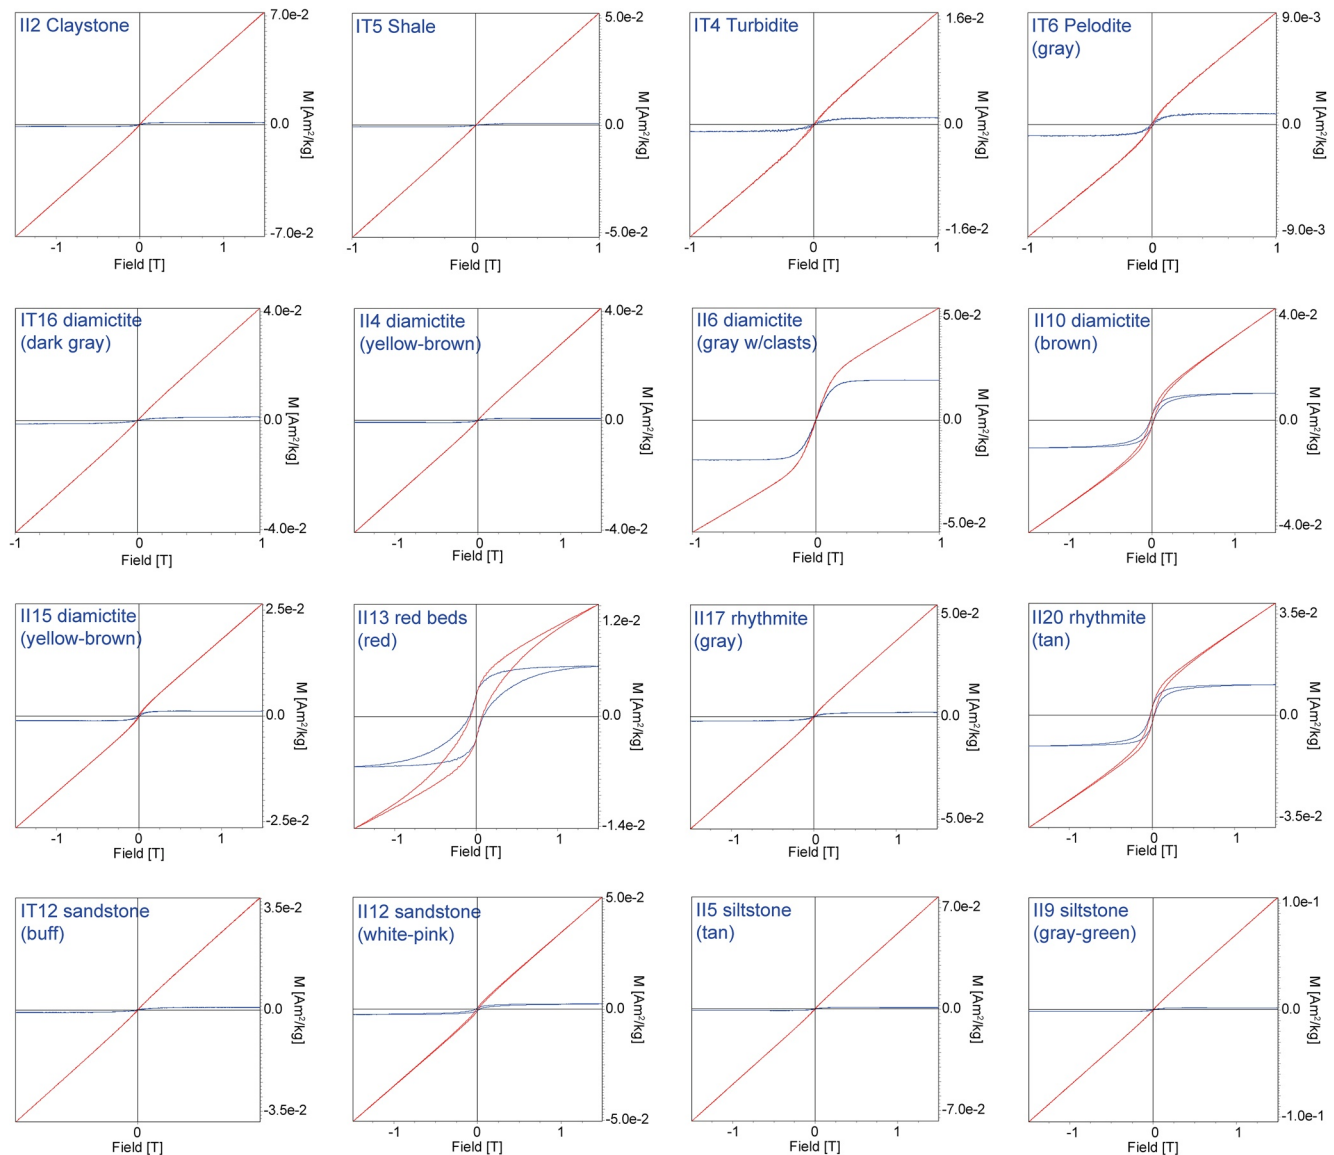 II2 Claystone
7.0e-2
0.0
-7.0e-2
M [Am²/kg]
-1 0 1
Field [T]
IT5 Shale
5.0e-2
0.0
-5.0e-2
M [Am²/kg]
-1 0 1
Field [T]
IT4 Turbidite
1.6e-2
0.0
-1.6e-2
M [Am²/kg]
-1 0 1
Field [T]
IT6 Pelodite
(gray)
9.0e-3
0.0
-9.0e-3
M [Am²/kg]
-1 0 1
Field [T]
IT16 diamictite
(dark gray)
4.0e-2
0.0
-4.0e-2
M [Am²/kg]
-1 0 1
Field [T]
II4 diamictite
(yellow-brown)
4.0e-2
0.0
-4.0e-2
M [Am²/kg]
-1 0 1
Field [T]
II6 diamictite
(gray w/clasts)
5.0e-2
0.0
-5.0e-2
M [Am²/kg]
-1 0 1
Field [T]
II10 diamictite
(brown)
4.0e-2
0.0
-4.0e-2
M [Am²/kg]
-1 0 1
Field [T]
II15 diamictite
(yellow-brown)
2.5e-2
0.0
-2.5e-2
M [Am²/kg]
-1 0 1
Field [T]
II13 red beds
(red)
1.2e-2
0.0
-1.4e-2
M [Am²/kg]
-1 0 1
Field [T]
II17 rhythmite
(gray)
5.0e-2
0.0
-5.0e-2
M [Am²/kg]
-1 0 1
Field [T]
II20 rhythmite
(tan)
3.5e-2
0.0
-3.5e-2
M [Am²/kg]
-1 0 1
Field [T]
IT12 sandstone
(buff)
3.5e-2
0.0
-3.5e-2
M [Am²/kg]
0
Field [T]
II12 sandstone
(white-pink)
5.0e-2
0.0
-5.0e-2
M [Am²/kg]
-1 0 1
Field [T]
II5 siltstone
(tan)
7.0e-2
0.0
-7.0e-2
M [Am²/kg]
-1 0 1
Field [T]
II9 siltstone
(gray-green)
1.0e-1
0.0
-1.0e-1
M [Am²/kg]
-1 0 1
Field [T]